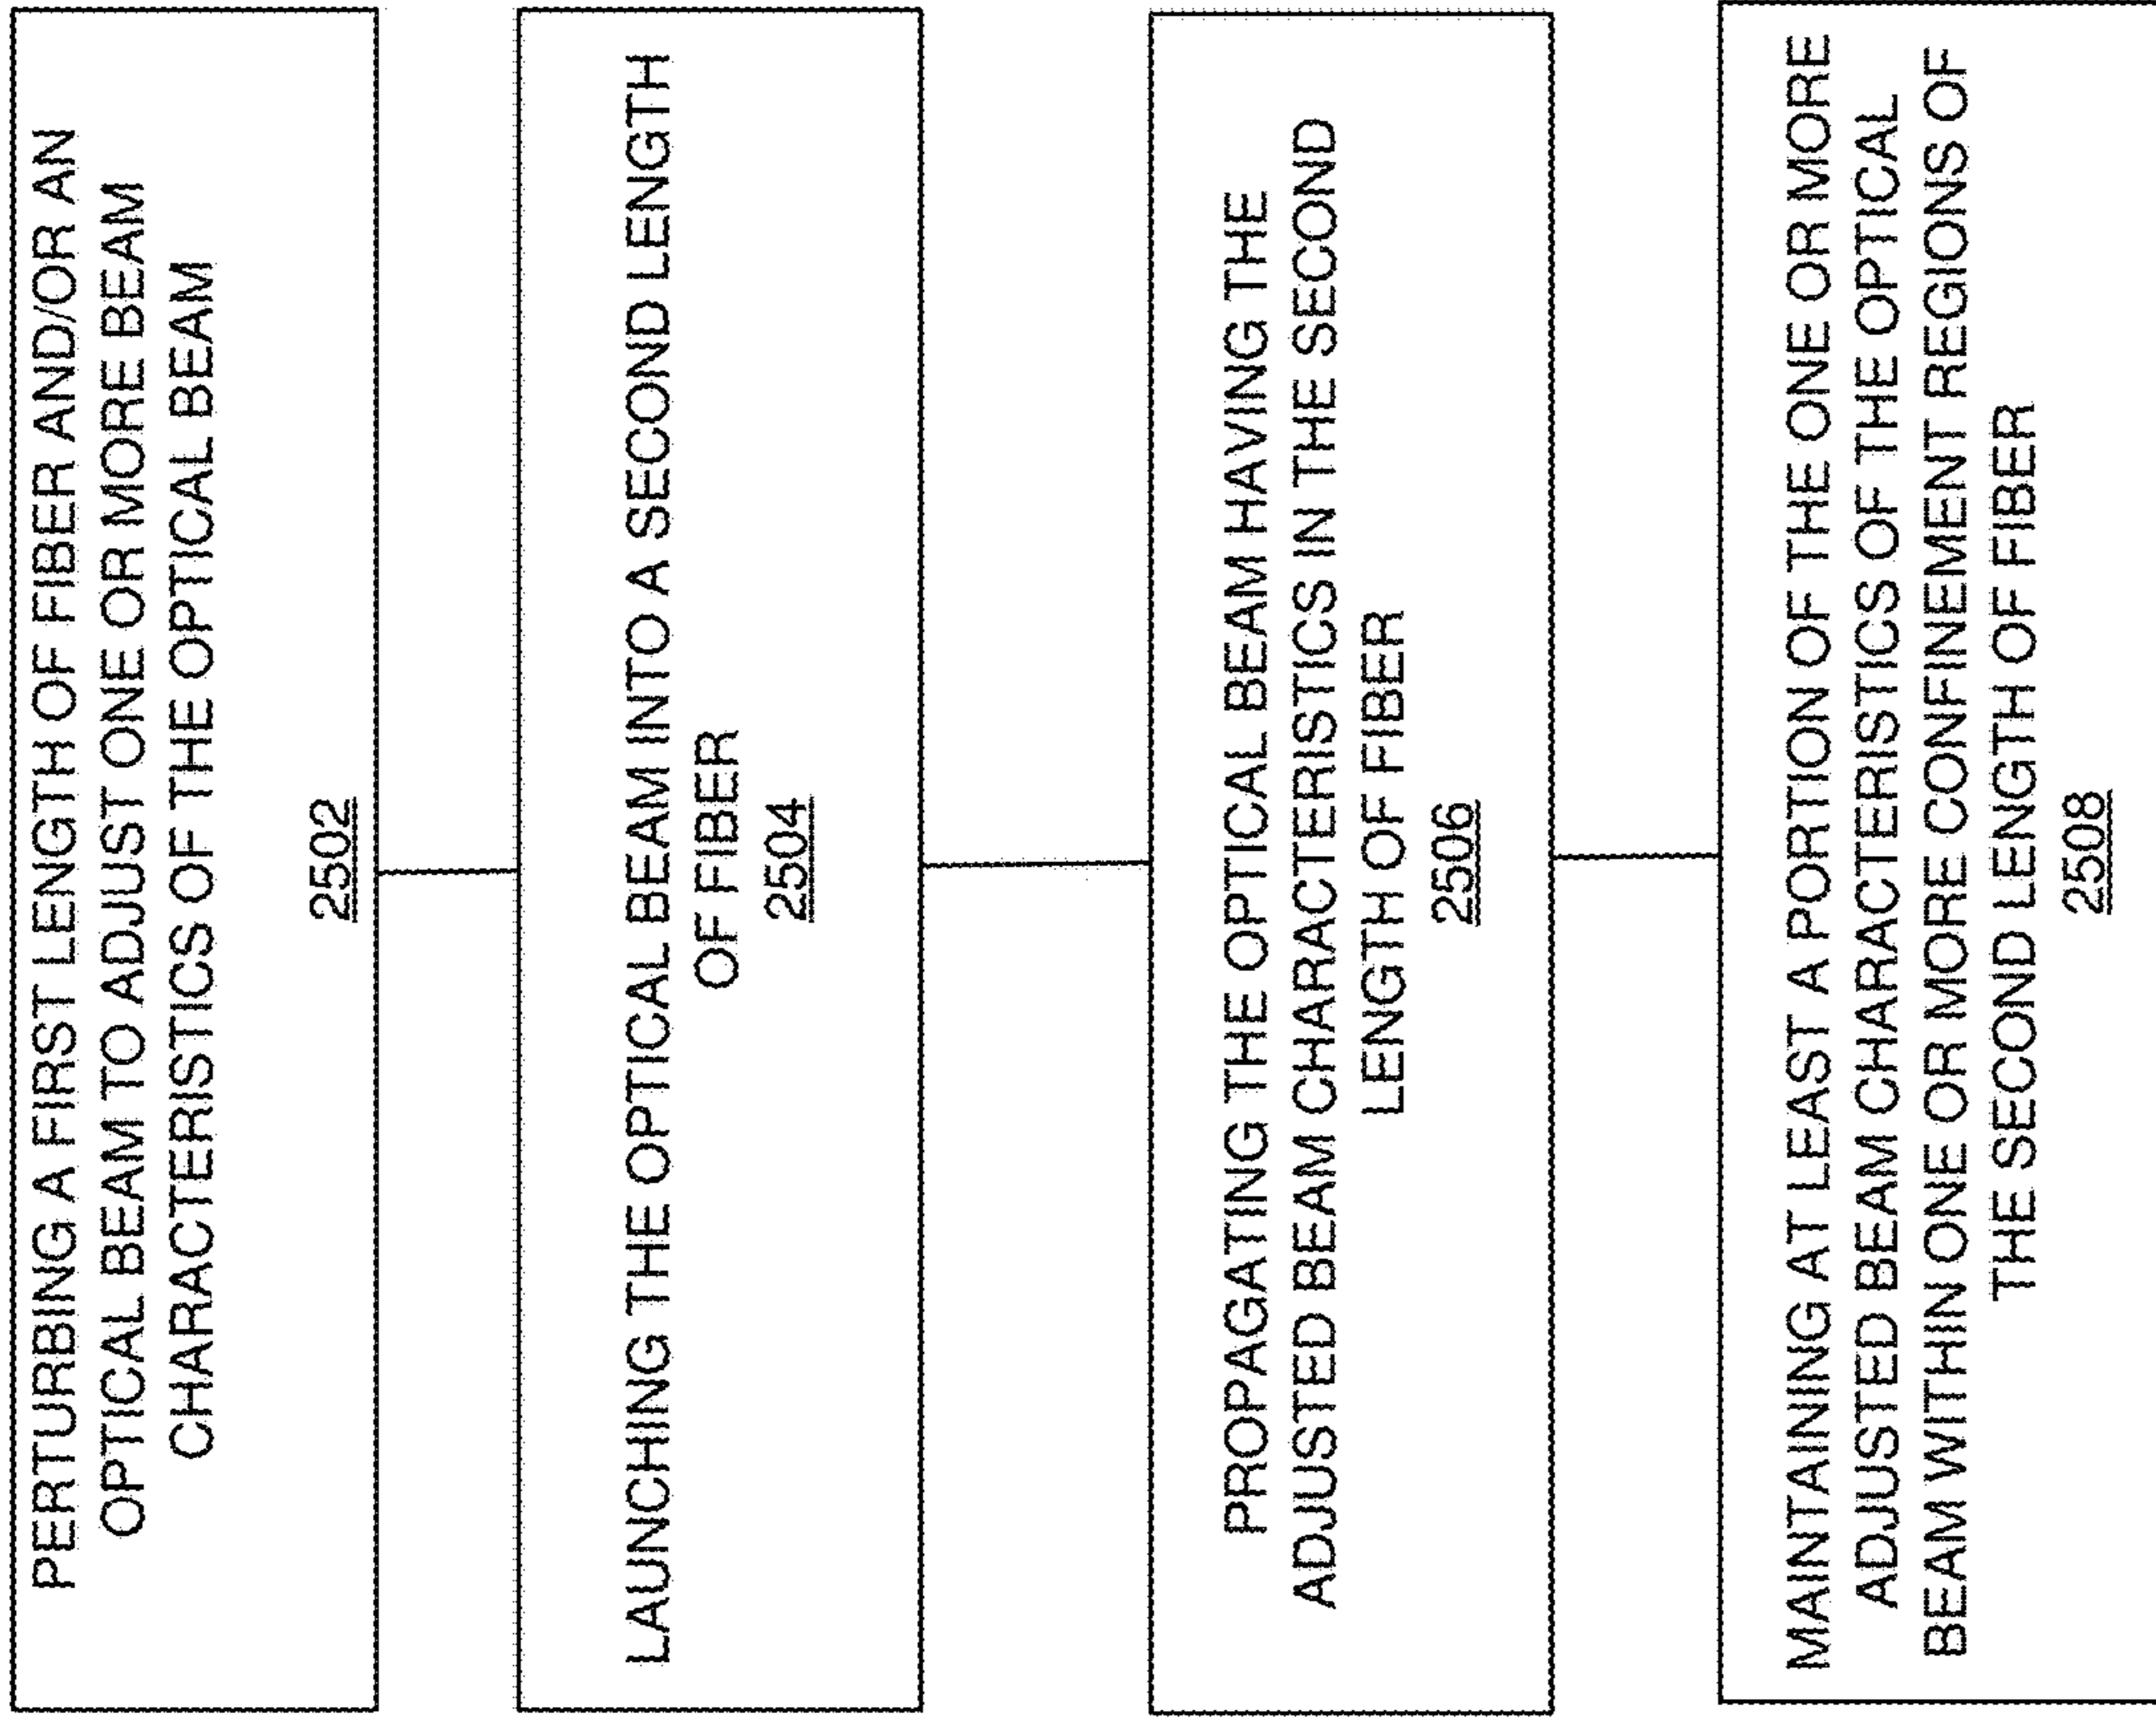 PERTURBING A FIRST LENGTH OF FIBER AND/OR AN
OPTICAL BEAM TO ADJUST ONE OR MORE BEAM
CHARACTERISTICS OF THE OPTICAL BEAM
2502
LAUNCHING THE OPTICAL BEAM INTO A SECOND LENGTH
OF FIBER
2504
PROPAGATING THE OPTICAL BEAM HAVING THE
ADJUSTED BEAM CHARACTERISTICS IN THE SECOND
LENGTH OF FIBER
2506
MAINTAINING AT LEAST A PORTION OF THE ONE OR MORE
ADJUSTED BEAM CHARACTERISTICS OF THE OPTICAL
BEAM WITHIN ONE OR MORE CONFINEMENT REGIONS OF
THE SECOND LENGTH OF FIBER
2508